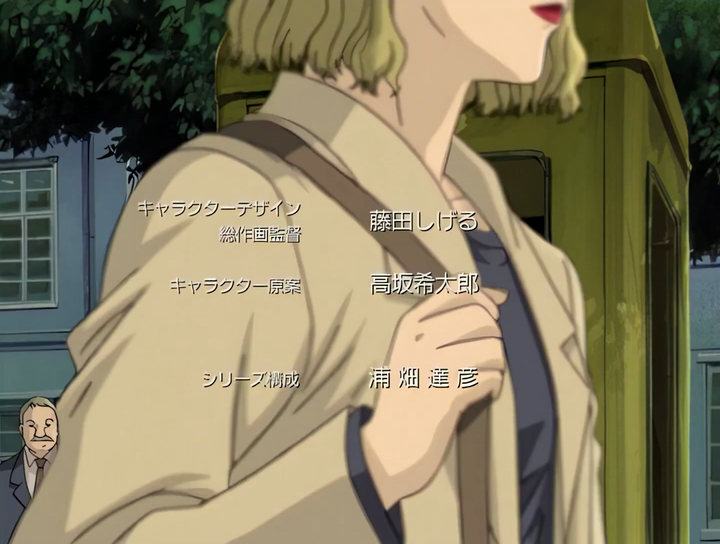 キャラクターデザイン
総作画監督
藤田しげる
キャラクター原案
高坂希太郎
シリーズ構成
浦畑達彦